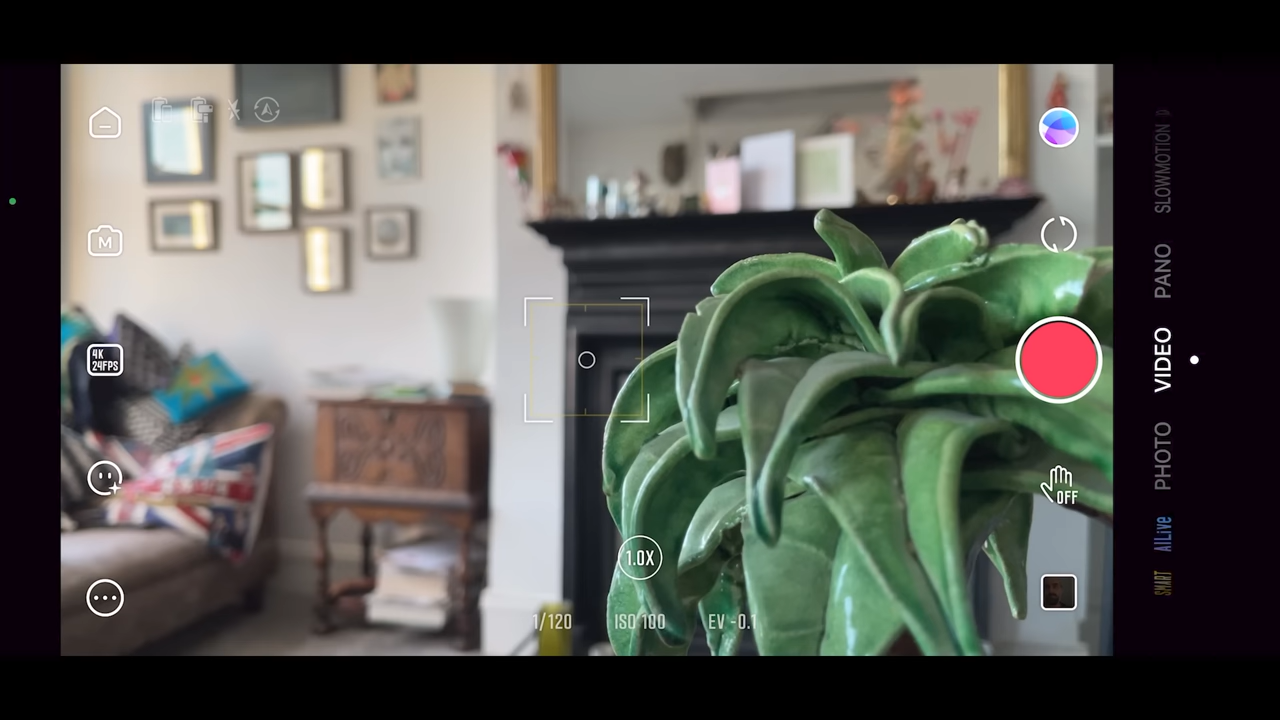 M
4K
24FPS
1.0X
1/120
ISO 100
EV -0.1
OFF
SLOWMOTION
PANO
VIDEO
PHOTO
AILive
SMART